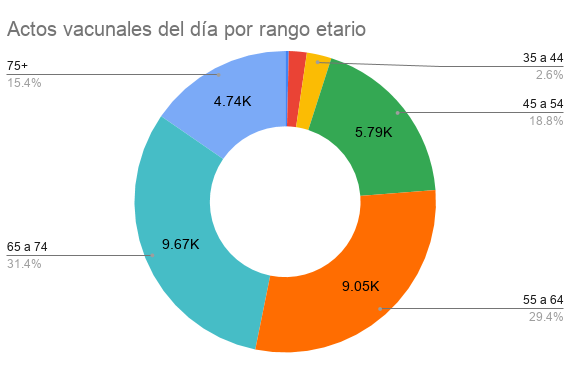 Actos vacunales del día por rango etario
75+
15.4%
35 a 44
2.6%
4.74K
45 a 54
18.8%
5.79K
65 a 74
31.4%
9.67K
9.05K
55 a 64
29.4%